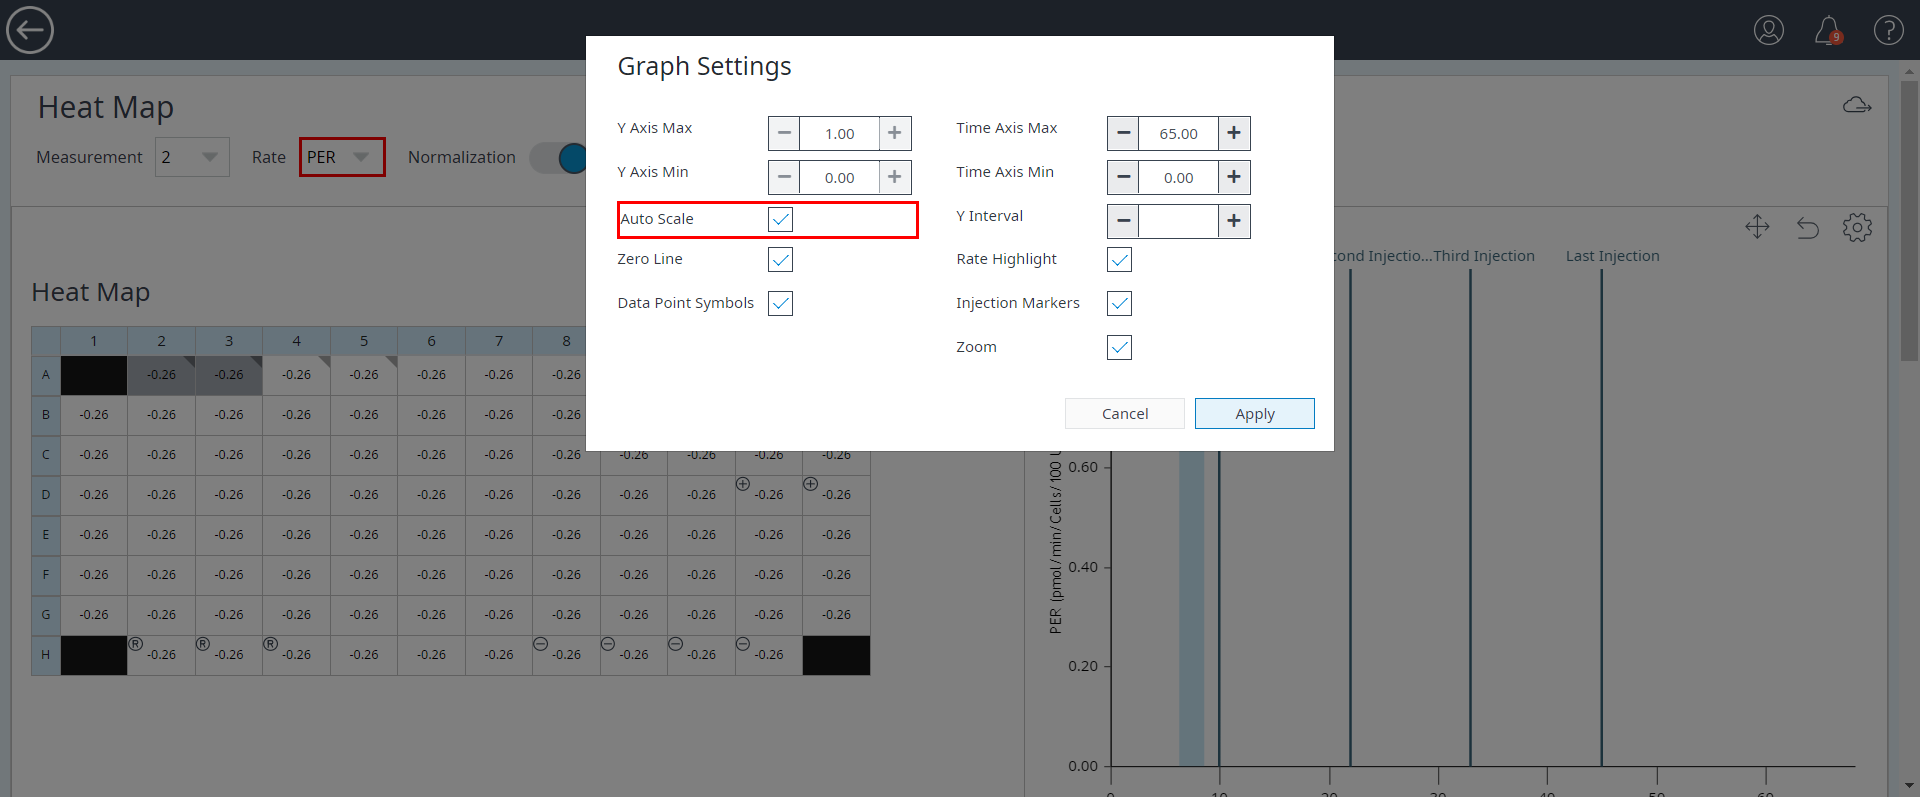 9
Graph Settings
Heat Map
Measurement 2 Rate PER Normalization
Y Axis Max 1.00 Time Axis Max 65.00
Y Axis Min 0.00 Time Axis Min 0.00
Auto Scale Y Interval
Zero Line Rate Highlight
Data Point Symbols Injection Markers
Zoom
Cancel Apply
Heat Map
1 2 3 4 5 6 7 8
A -0.26 -0.26 -0.26 -0.26 -0.26 -0.26 -0.26
B -0.26 -0.26 -0.26 -0.26 -0.26 -0.26 -0.26 -0.26
C -0.26 -0.26 -0.26 -0.26 -0.26 -0.26 -0.26 -0.26 -0.26 -0.26 -0.26 -0.26
D -0.26 -0.26 -0.26 -0.26 -0.26 -0.26 -0.26 -0.26 -0.26 -0.26 -0.26 -0.26
E -0.26 -0.26 -0.26 -0.26 -0.26 -0.26 -0.26 -0.26 -0.26 -0.26 -0.26 -0.26
F -0.26 -0.26 -0.26 -0.26 -0.26 -0.26 -0.26 -0.26 -0.26 -0.26 -0.26 -0.26
G -0.26 -0.26 -0.26 -0.26 -0.26 -0.26 -0.26 -0.26 -0.26 -0.26 -0.26 -0.26
H ® -0.26 ® -0.26 ® -0.26 -0.26 -0.26 -0.26 -0.26 -0.26 -0.26 -0.26
ond Injectio... Third Injection Last Injection
PER (pmol/min/Cells/100
0.60
0.40
0.20
0.00
0 10 20 30 40 50 60